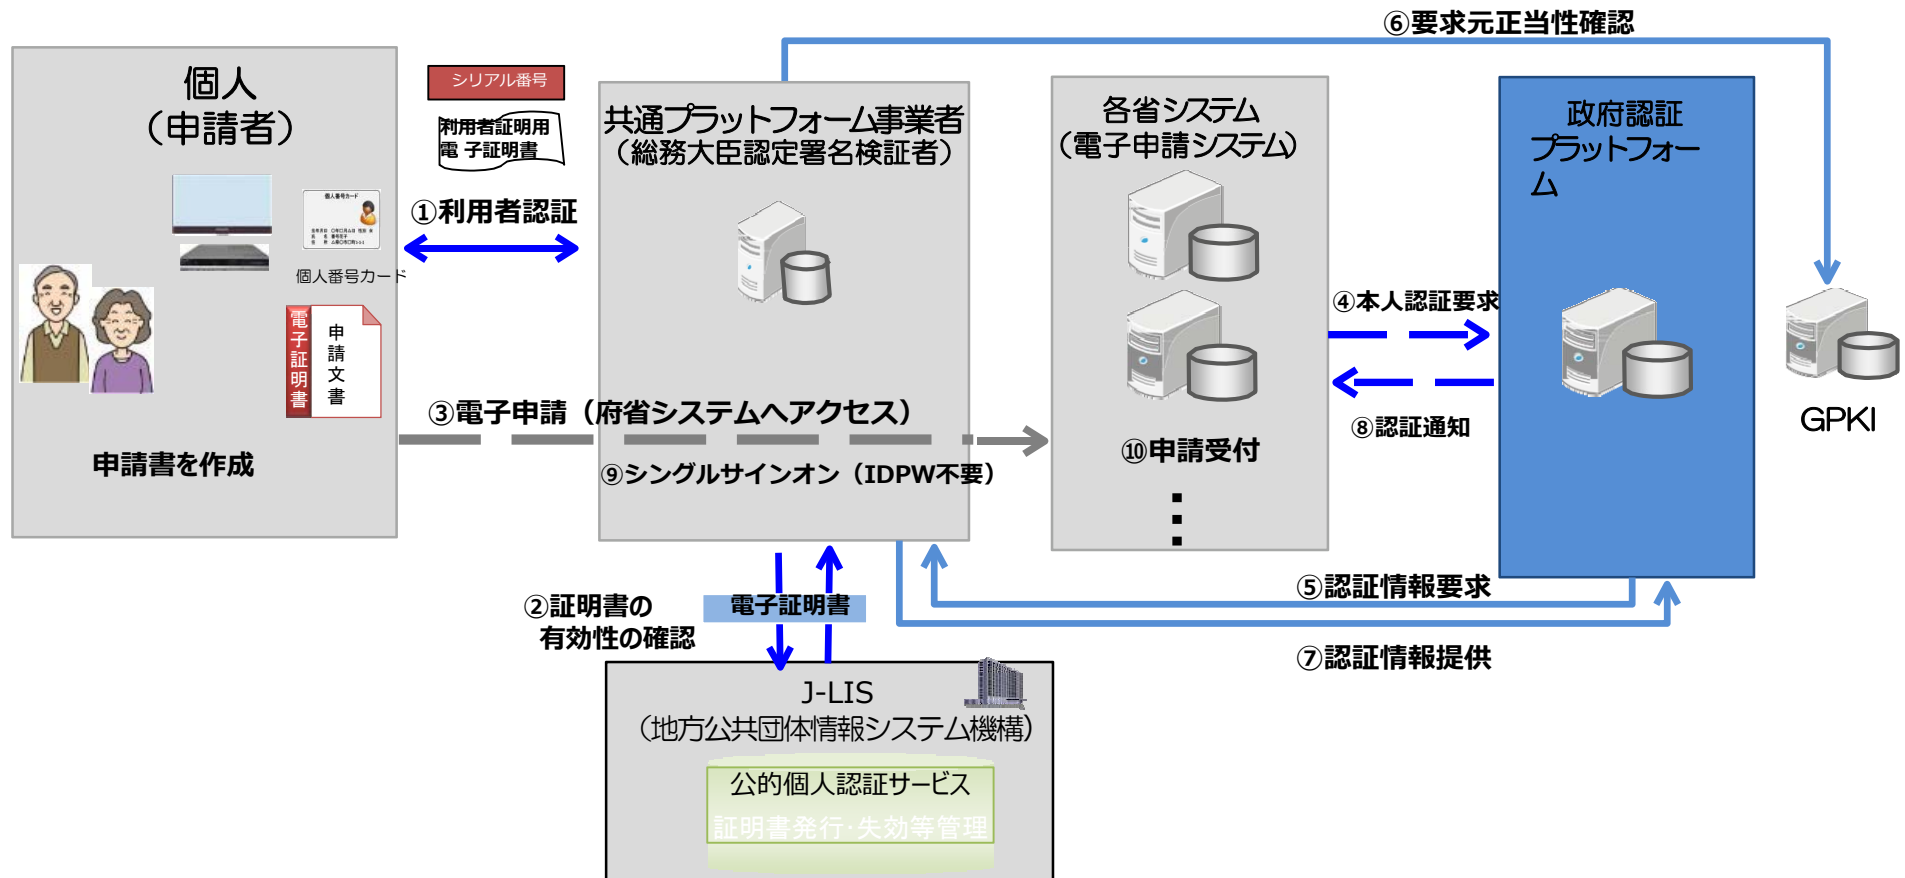 ⑥要求元正当性確認
個人
（申請者）
シリアル番号
利用者証明用
電 子証明書
①利用者認証
個人番号カード
個人番号カード
電子証明書
申請文書
申請書を作成
共通プラットフォーム事業者
（総務大臣認定署名検証者）
③電子申請（府省システムへアクセス）
⑨シングルサインオン（IDPW不要）
各省システム
（電子申請システム）
⑩申請受付
④本人認証要求
⑧認証通知
政府認証
プラットフォー
ム
GPKI
②証明書の
有効性の確認
電子証明書
⑤認証情報要求
⑦認証情報提供
J-LIS
（地方公共団体情報システム機構）
公的個人認証サービス
証明書発行･失効等管理